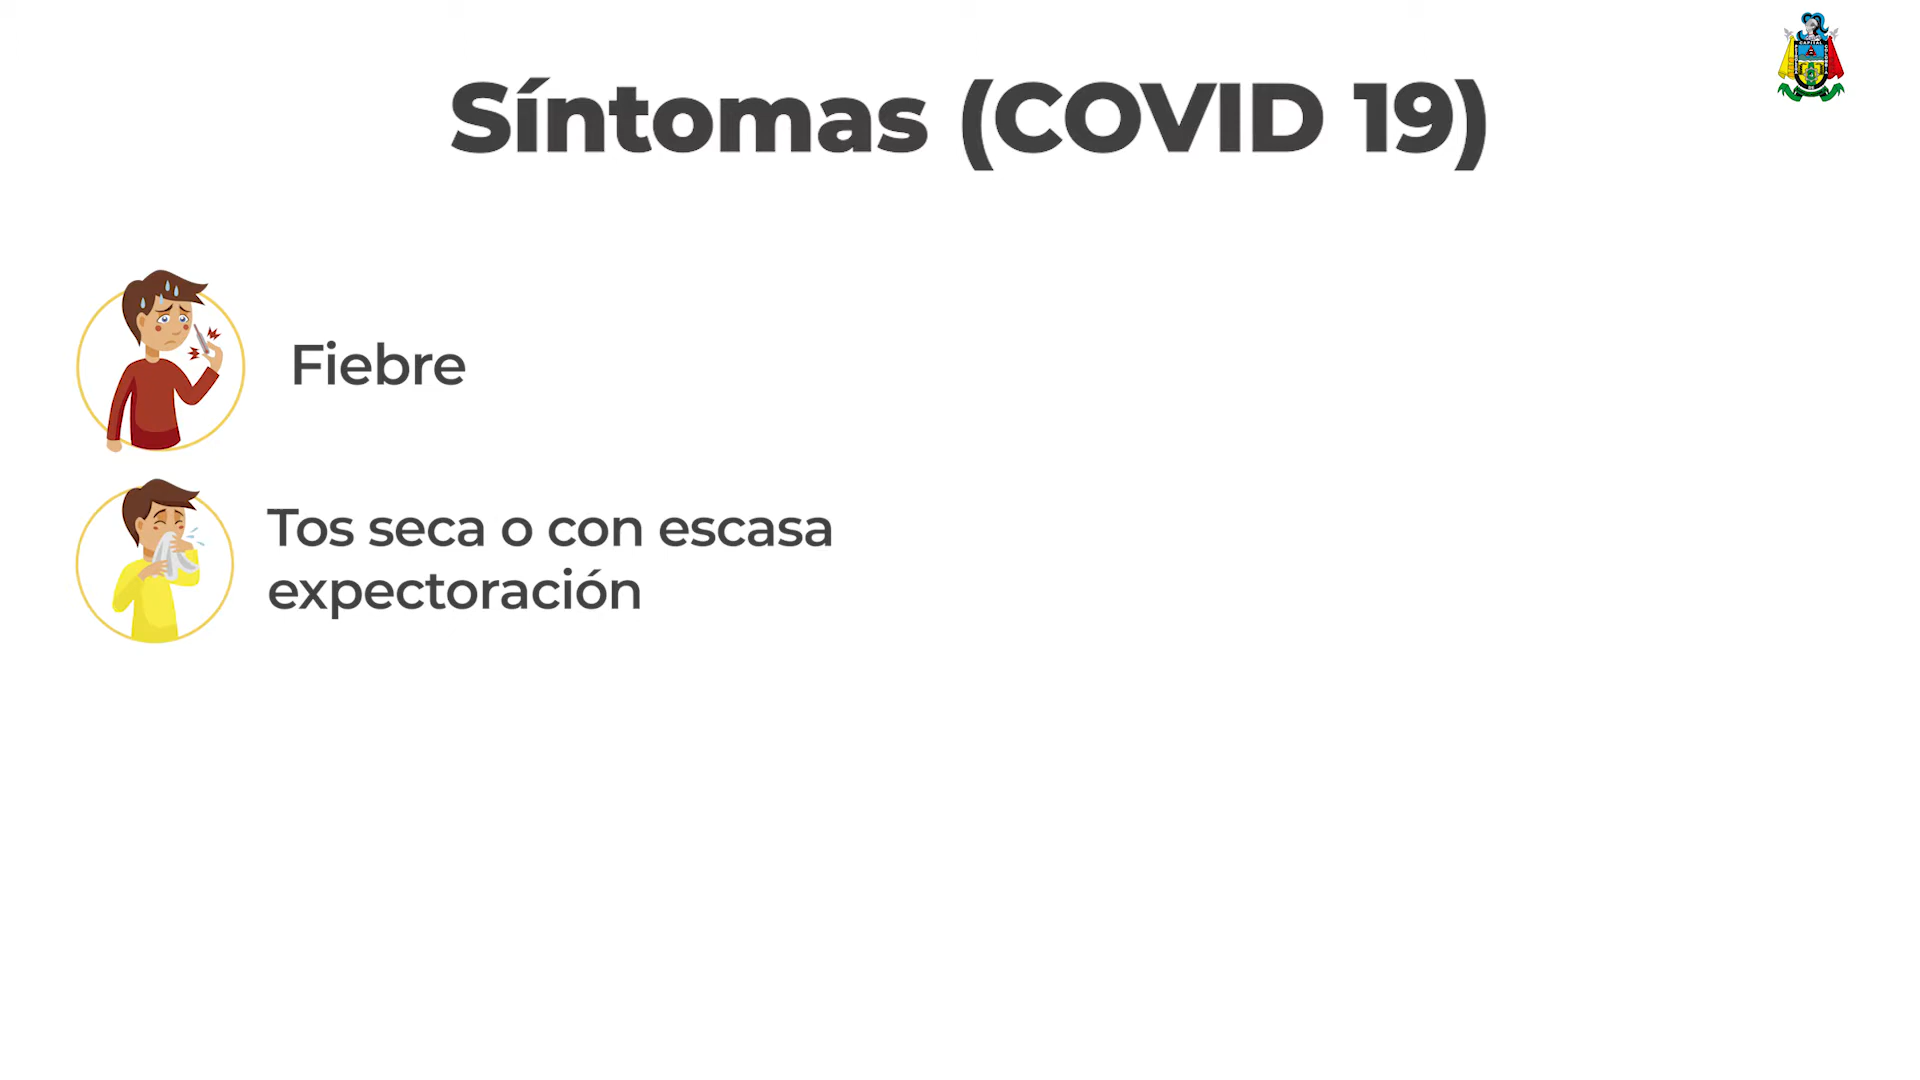 Síntomas (COVID 19)
Fiebre
Tos seca o con escasa
expectoración